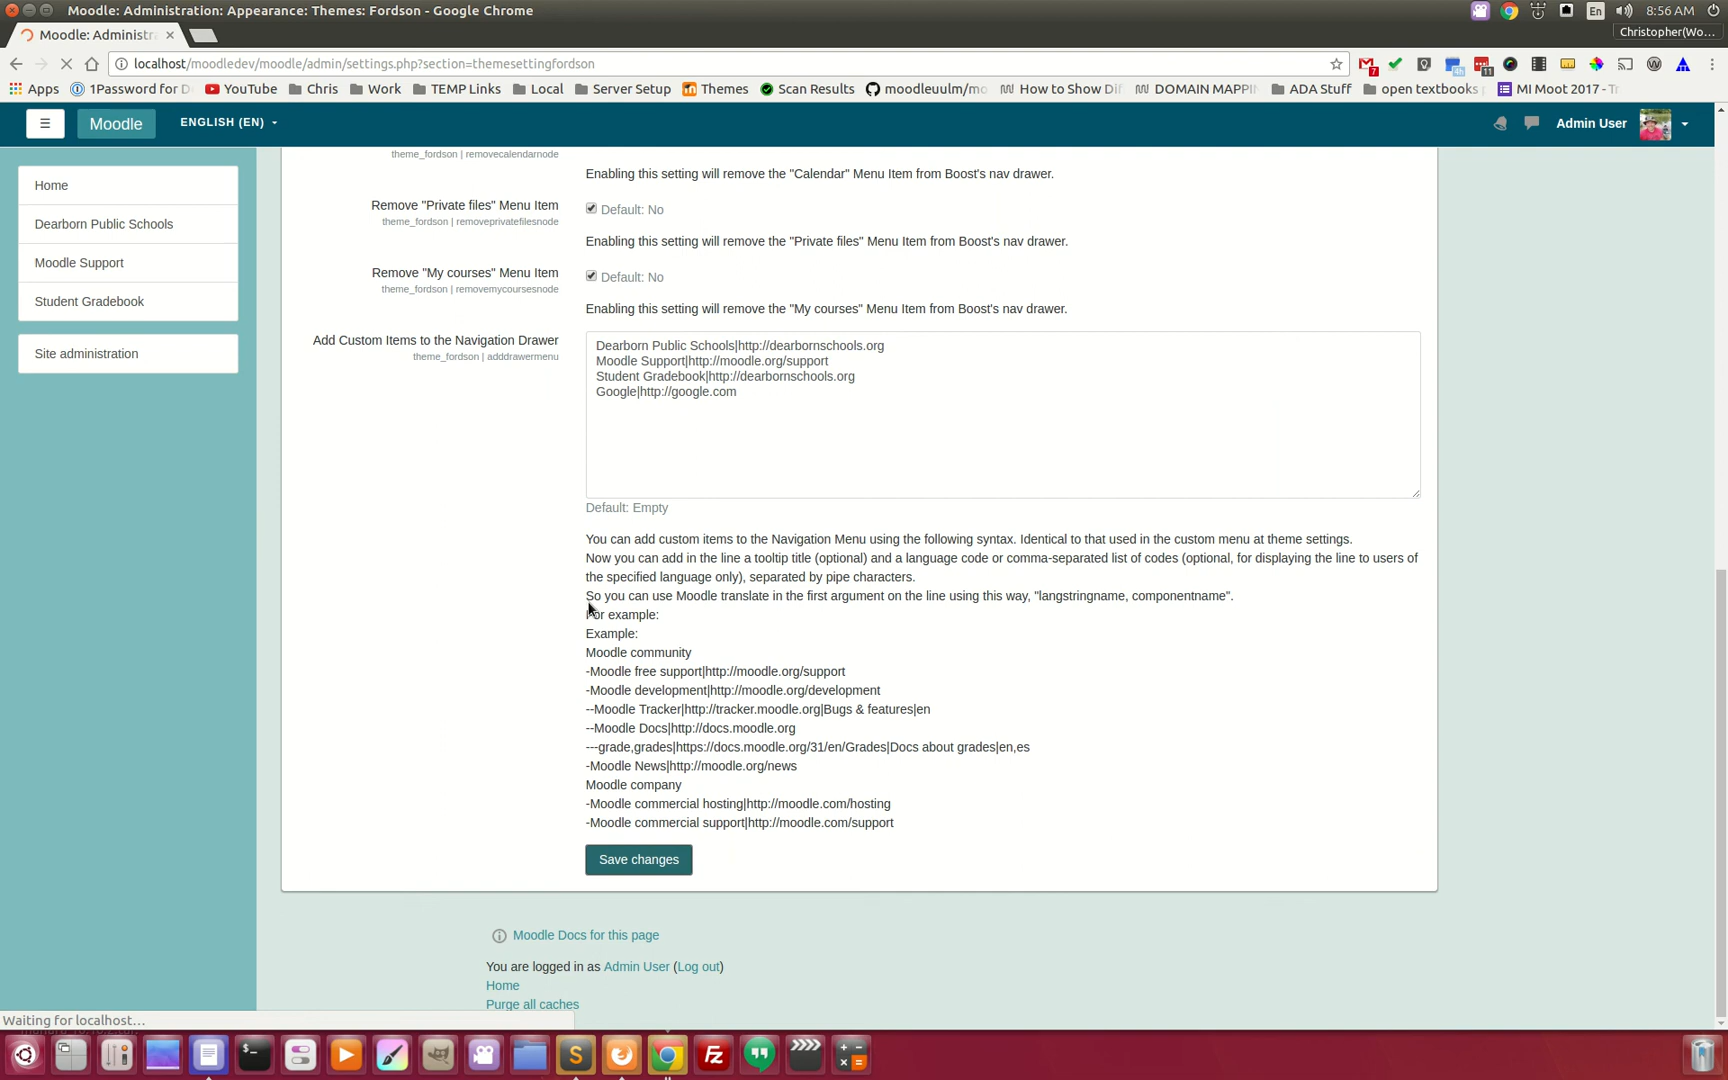 Moodle: Administration: Appearance: Themes: Fordson - Google Chrome
En
8:56 AM
Moodle: Administra
Christopher(Wo...
localhost/moodledev/moodle/admin/settings.php?section=themesettingfordson
Apps
1Password for D
YouTube
Chris
Work
TEMP Links
Local
Server Setup
Themes
Scan Results
moodleuulm/mo
How to Show Dif
DOMAIN MAPPIN
ADA Stuff
open textbooks
MI Moot 2017 - Tr
Moodle
ENGLISH (EN)
Admin User
Home
Dearborn Public Schools
Moodle Support
Student Gradebook
Site administration
theme_fordson | removecalendarnode
Enabling this setting will remove the "Calendar" Menu Item from Boost's nav drawer.
Remove "Private files" Menu Item
theme_fordson | removeprivatefilesnode
Default: No
Enabling this setting will remove the "Private files" Menu Item from Boost's nav drawer.
Remove "My courses" Menu Item
theme_fordson | removemycoursesnode
Default: No
Enabling this setting will remove the "My courses" Menu Item from Boost's nav drawer.
Add Custom Items to the Navigation Drawer
theme_fordson | adddrawermenu
Dearborn Public Schools|http://dearbornschools.org
Moodle Support|http://moodle.org/support
Student Gradebook|http://dearbornschools.org
Google|http://google.com
Default: Empty
You can add custom items to the Navigation Menu using the following syntax. Identical to that used in the custom menu at theme settings.
Now you can add in the line a tooltip title (optional) and a language code or comma-separated list of codes (optional, for displaying the line to users of
the specified language only), separated by pipe characters.
So you can use Moodle translate in the first argument on the line using this way, "langstringname, componentname".
For example:
Example:
Moodle community
-Moodle free support|http://moodle.org/support
-Moodle development|http://moodle.org/development
--Moodle Tracker|http://tracker.moodle.org|Bugs & features|en
--Moodle Docs|http://docs.moodle.org
---grade,grades|https://docs.moodle.org/31/en/Grades|Docs about grades|en,es
-Moodle News|http://moodle.org/news
Moodle company
-Moodle commercial hosting|http://moodle.com/hosting
-Moodle commercial support|http://moodle.com/support
Save changes
Moodle Docs for this page
You are logged in as Admin User (Log out)
Home
Purge all caches
Waiting for localhost...